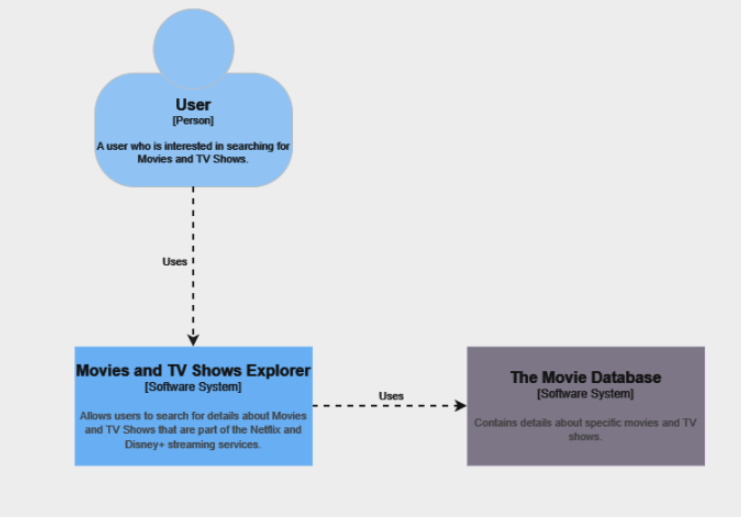 User
[Person]
A user who is interested in searching for
Movies and TV Shows.
Uses
Movies and TV Shows Explorer
[Software System]
Allows users to search for details about Movies
and TV Shows that are part of the Netflix and
Disney+ streaming services.
Uses
The Movie Database
[Software System]
Contains details about specific movies and TV
shows.